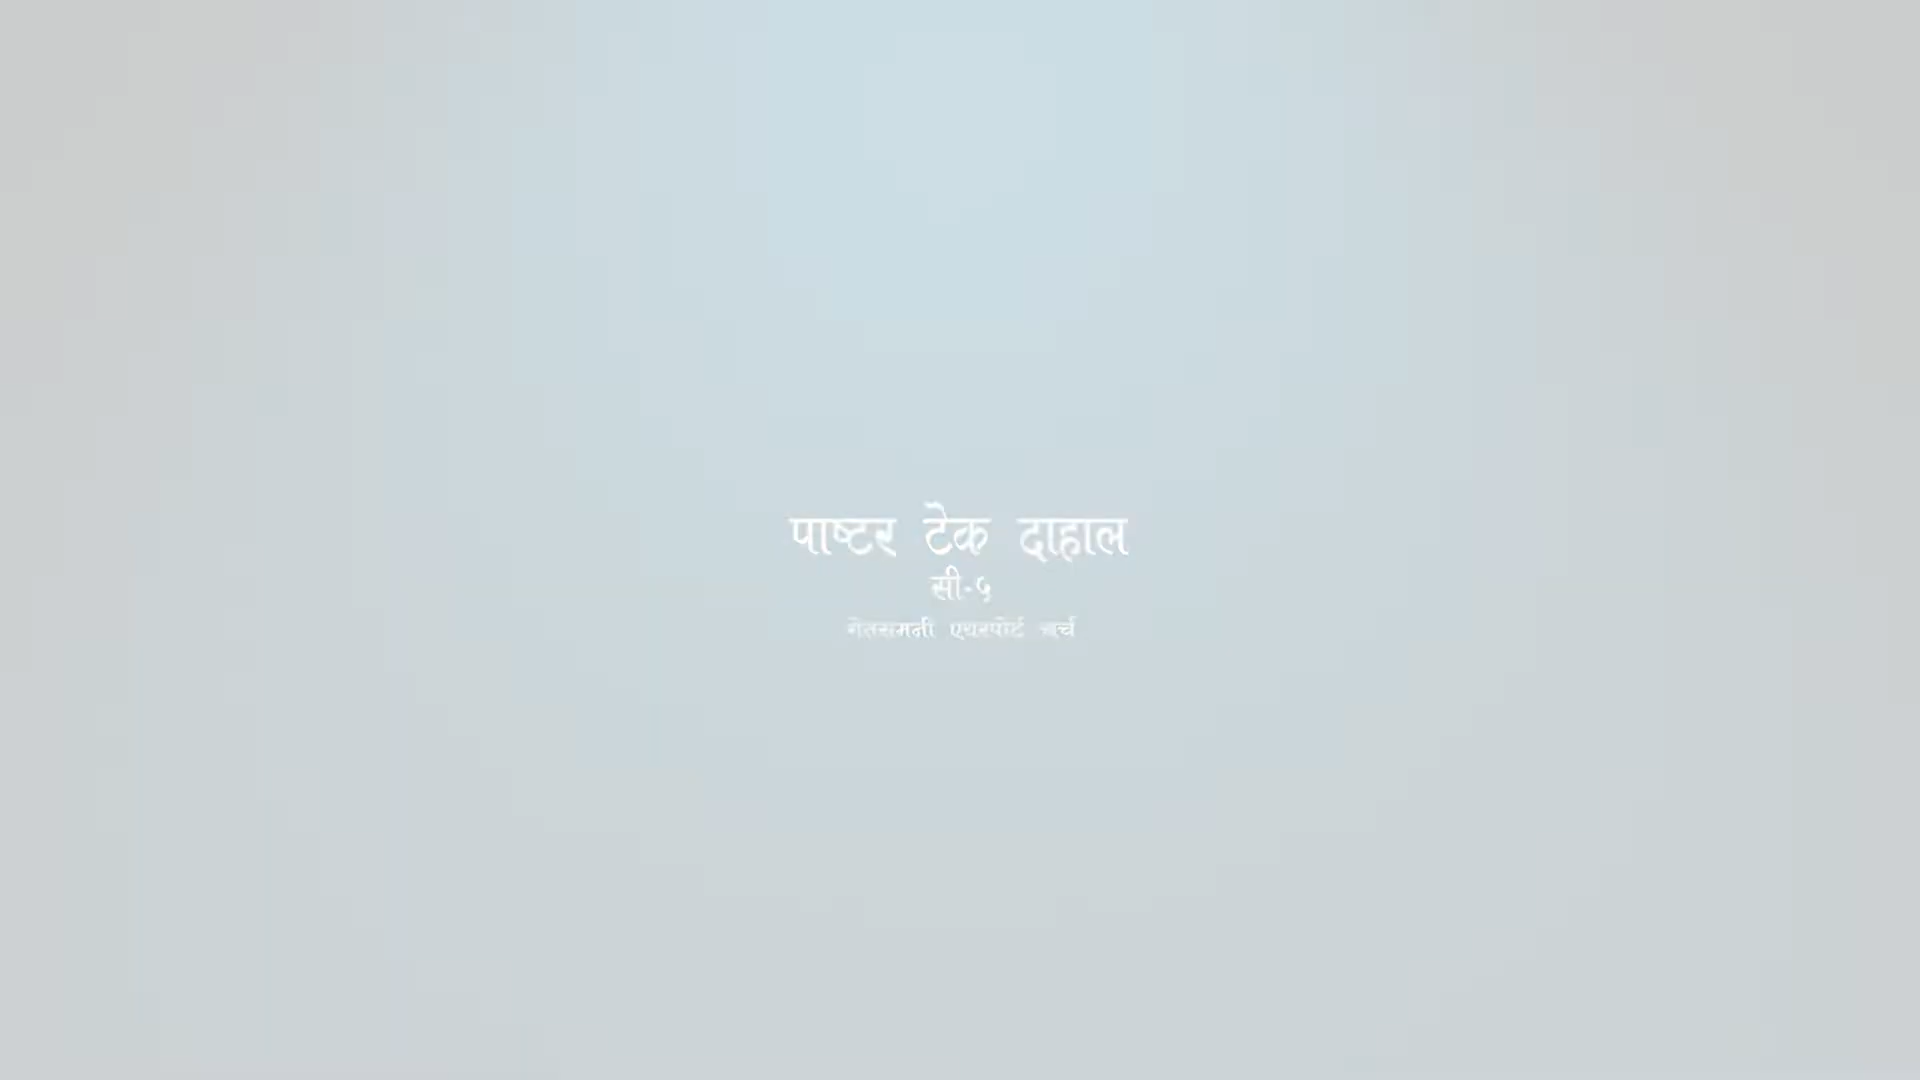 पाष्टर टेक दाहाल
सी-५
गेतसमनी एयरपोर्ट चर्च